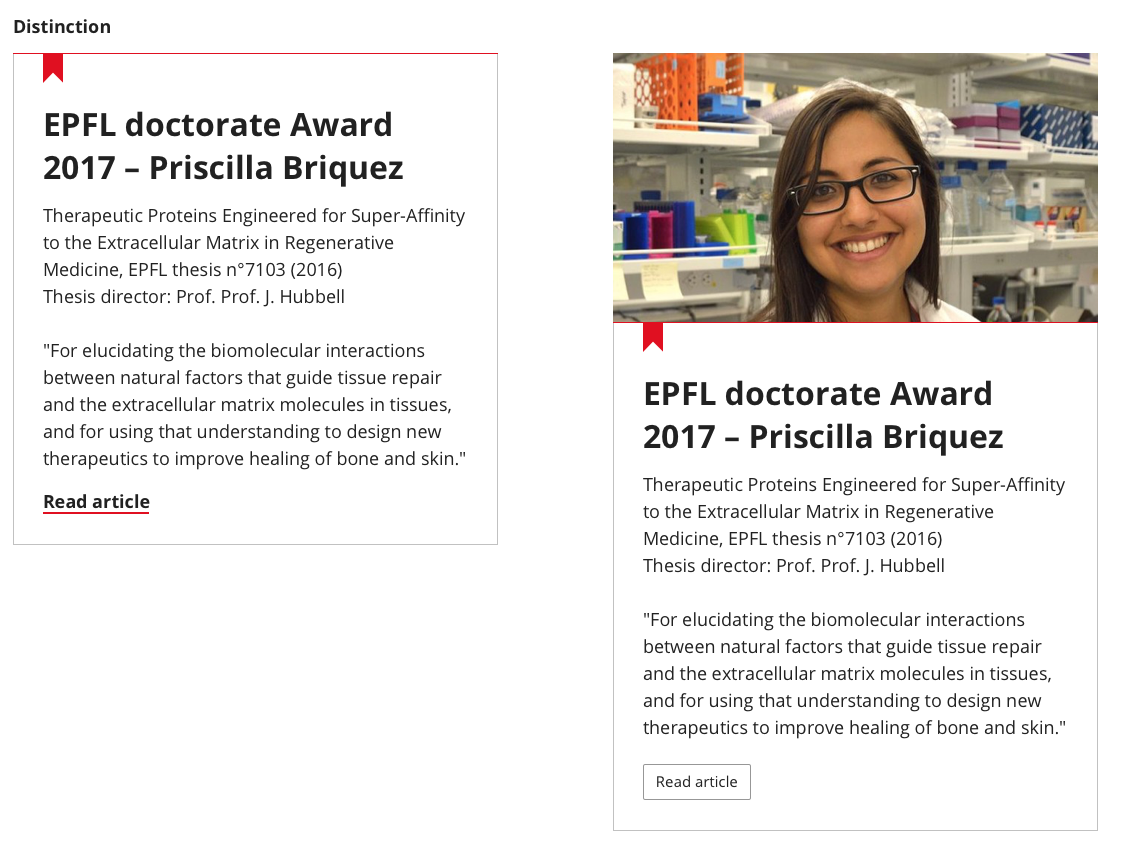 Distinction
EPFL doctorate Award
2017 – Priscilla Briquez
Therapeutic Proteins Engineered for Super-Affinity
to the Extracellular Matrix in Regenerative
Medicine, EPFL thesis n°7103 (2016)
Thesis director: Prof. Prof. J. Hubbell
"For elucidating the biomolecular interactions
between natural factors that guide tissue repair
and the extracellular matrix molecules in tissues,
and for using that understanding to design new
therapeutics to improve healing of bone and skin."
Read article
EPFL doctorate Award
2017 – Priscilla Briquez
Therapeutic Proteins Engineered for Super-Affinity
to the Extracellular Matrix in Regenerative
Medicine, EPFL thesis n°7103 (2016)
Thesis director: Prof. Prof. J. Hubbell
"For elucidating the biomolecular interactions
between natural factors that guide tissue repair
and the extracellular matrix molecules in tissues,
and for using that understanding to design new
therapeutics to improve healing of bone and skin."
Read article